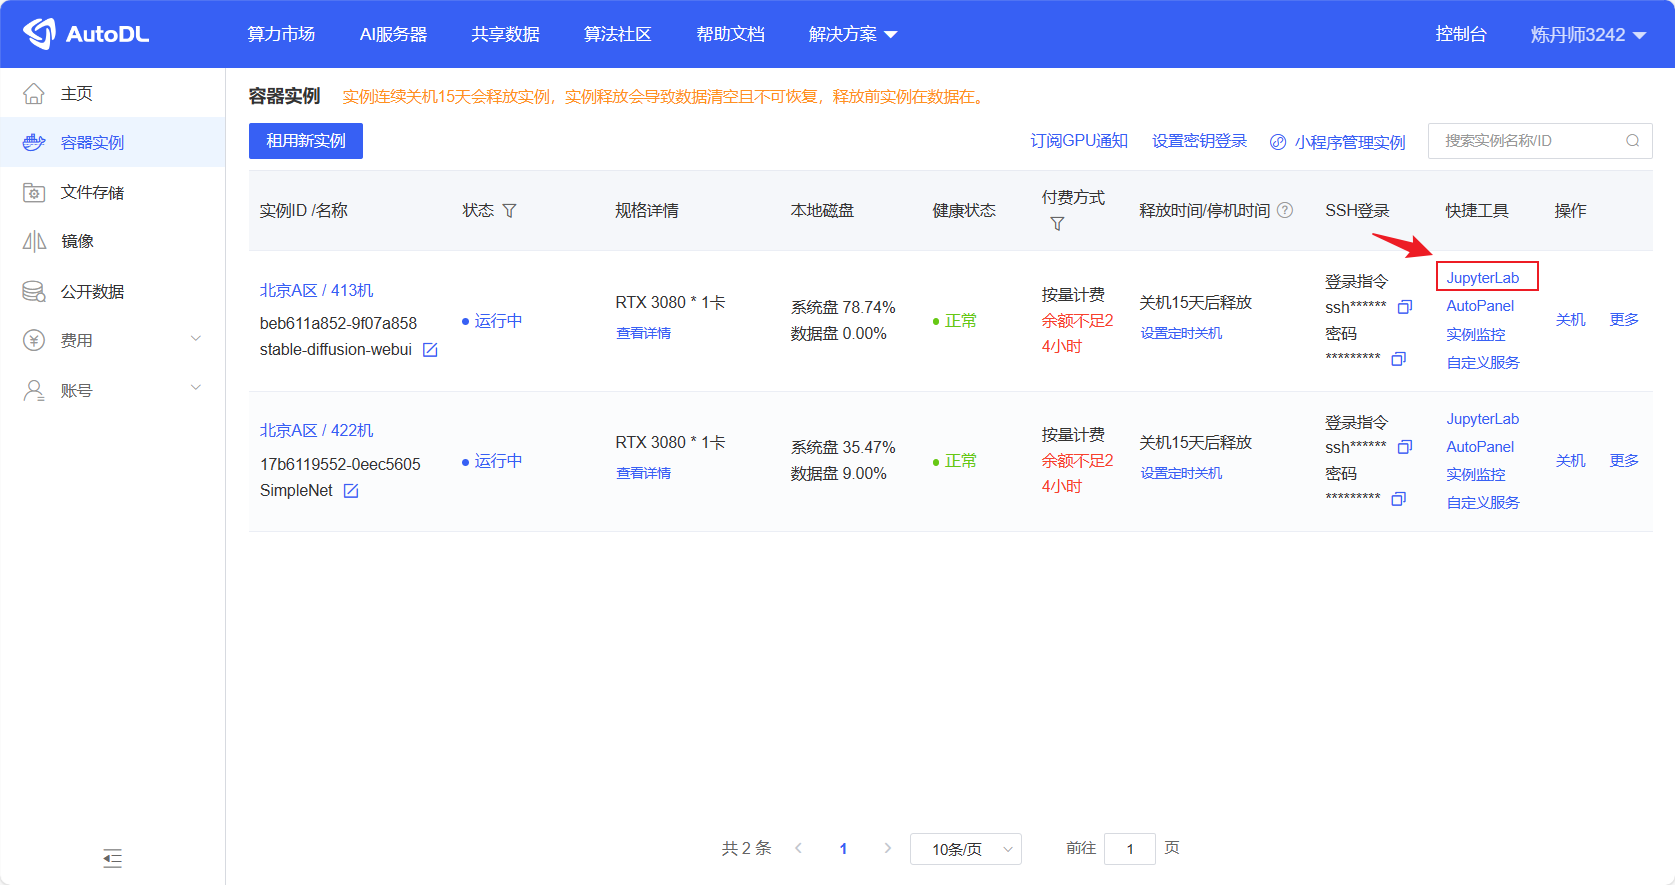 AutoDL
算力市场
AI服务器
共享数据
算法社区
帮助文档
解决方案
控制台
炼丹师3242
主页
容器实例
文件存储
镜像
公开数据
费用
账号
容器实例
实例连续关机15天会释放实例，实例释放会导致数据清空且不可恢复，释放前实例在数据在。
租用新实例
订阅GPU通知
设置密钥登录
小程序管理实例
搜索实例名称/ID
实例ID /名称
状态
规格详情
本地磁盘
健康状态
付费方式
释放时间/停机时间
SSH登录
快捷工具
操作
北京A区 / 413机
beb611a852-9f07a858
stable-diffusion-webui
运行中
RTX 3080 * 1卡
查看详情
系统盘 78.74%
数据盘 0.00%
正常
按量计费
余额不足2
4小时
关机15天后释放
设置定时关机
登录指令
ssh******
密码
*********
JupyterLab
AutoPanel
实例监控
自定义服务
关机
更多
北京A区 / 422机
17b6119552-0eec5605
SimpleNet
运行中
RTX 3080 * 1卡
查看详情
系统盘 35.47%
数据盘 9.00%
正常
按量计费
余额不足2
4小时
关机15天后释放
设置定时关机
登录指令
ssh******
密码
*********
JupyterLab
AutoPanel
实例监控
自定义服务
关机
更多
共 2 条
1
10条/页
前往
1
页